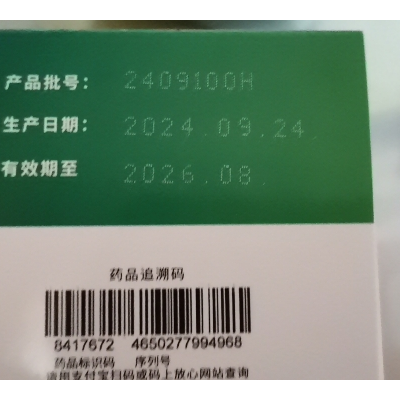 产品批号： 2409100H
生产日期： 2024.09.24.
有效期至 2026.08.
药品追溯码
8417672 4650277994968
药品标识码 序列号
请用支付宝扫码或码上放心网站查询